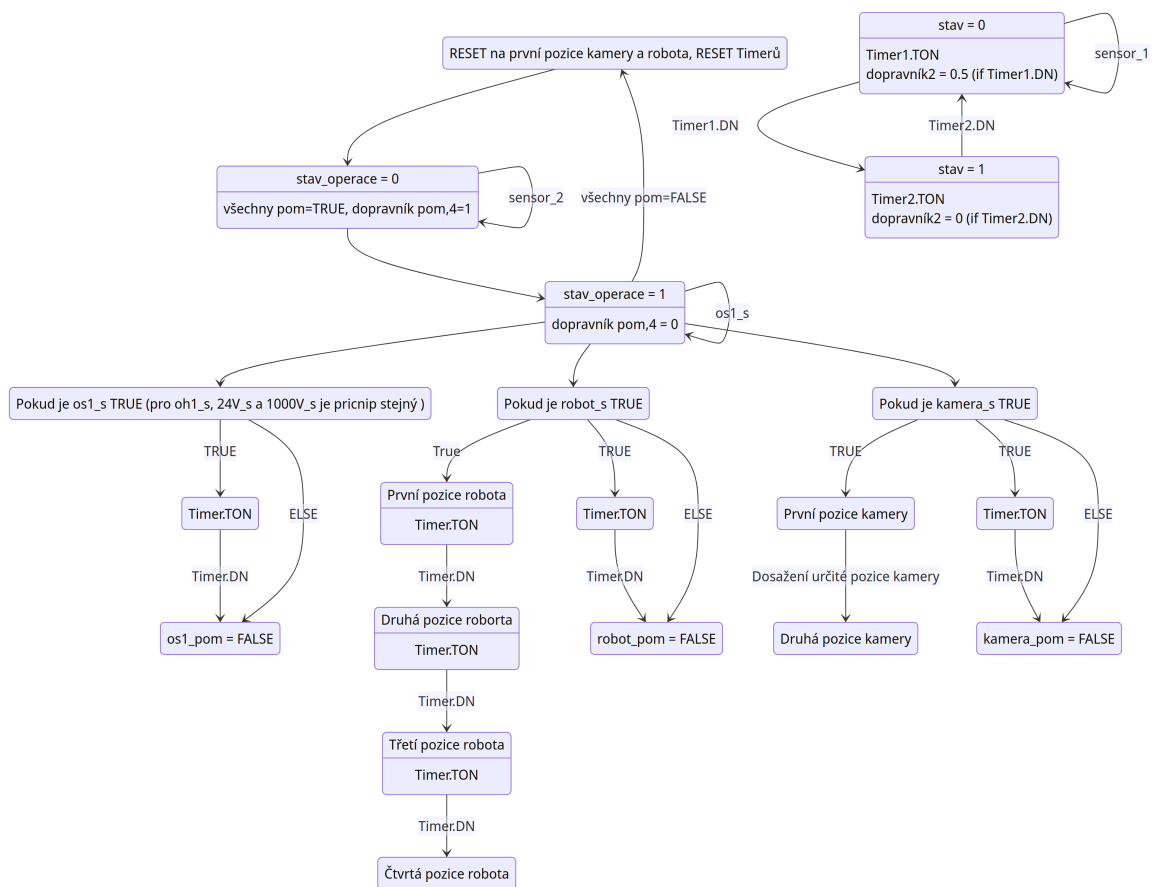 stav = 0
Timer1.TON
dopravník2 = 0.5 (if Timer1.DN)
sensor_1
RESET na první pozice kamery a robota, RESET Timerů
Timer1.DN
Timer2.DN
stav = 1
Timer2.TON
dopravník2 = 0 (if Timer2.DN)
stav_operace = 0
všechny pom=TRUE, dopravník pom,4=1
sensor_2
všechny pom=FALSE
stav_operace = 1
dopravník pom,4 = 0
os1_s
Pokud je os1_s TRUE (pro oh1_s, 24V_s a 1000V_s je pricnip stejný )
Pokud je robot_s TRUE
Pokud je kamera_s TRUE
TRUE
True
TRUE
TRUE
TRUE
Timer.TON
ELSE
První pozice robota
Timer.TON
Timer.TON
ELSE
První pozice kamery
Timer.TON
ELSE
Timer.DN
Timer.DN
Timer.DN
Dosažení určité pozice kamery
Timer.DN
os1_pom = FALSE
Druhá pozice roborta
Timer.TON
robot_pom = FALSE
Druhá pozice kamery
kamera_pom = FALSE
Timer.DN
Třetí pozice robota
Timer.TON
Timer.DN
Čtvrtá pozice robota